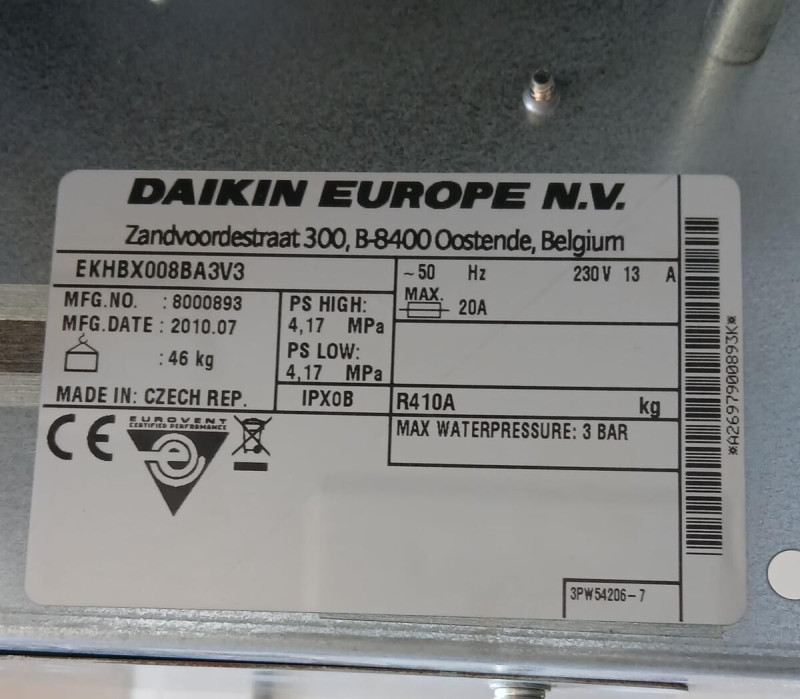 DAIKIN EUROPE N.V.
Zandvoordestraat 300, B-8400 Oostende, Belgium
EKHBX008BA3V3
~50 Hz 230V 13 A
MAX. 20A
MFG.NO. : 8000893
MFG.DATE : 2010.07
: 46 kg
MADE IN: CZECH REP.
PS HIGH:
4,17 MPa
PS LOW:
4,17 MPa
IPX0B
R410A kg
MAX WATERPRESSURE: 3 BAR
CE
EUROVENT
CERTIFIED PERFORMANCE
3PW54206-7
*A2697900893K*